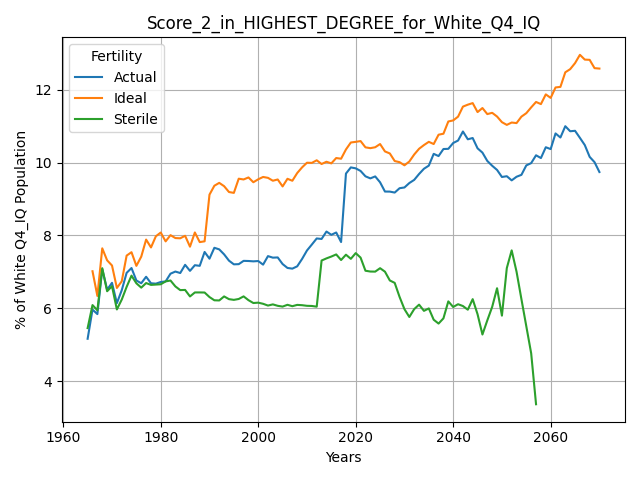 Score_2_in_HIGHEST_DEGREE_for_White_Q4_IQ
Fertility
Actual
Ideal
Sterile
% of White Q4_IQ Population
12
10
8
6
4
1960
1980
2000
2020
2040
2060
Years